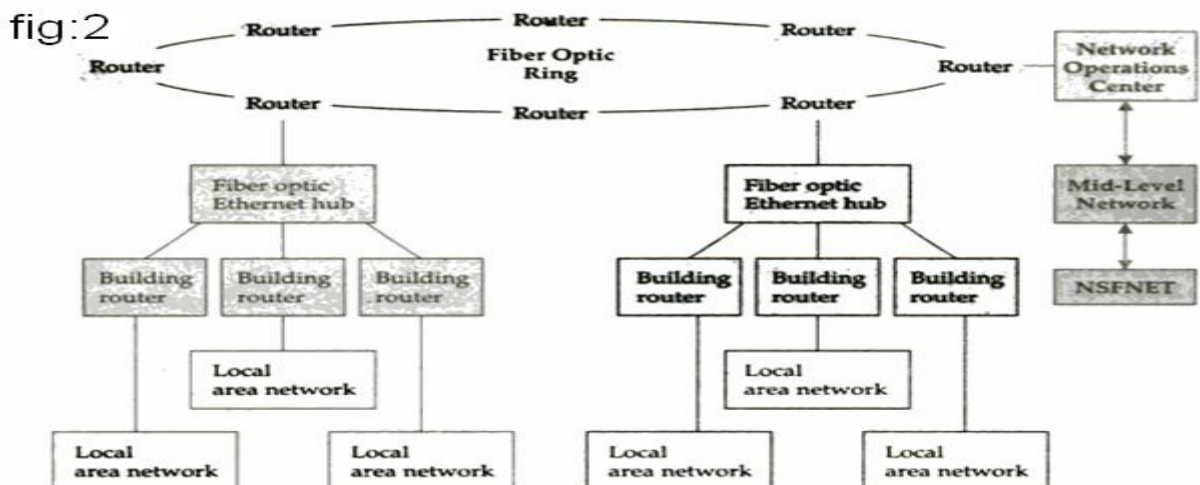 fig:2
Router
Router
Router
Router
Fiber Optic
Ring
Router
Router
Router
Router
Network
Operations
Center
Fiber optic
Ethernet hub
Fiber optic
Ethernet hub
Mid-Level
Network
Building
router
Building
router
Building
router
Building
router
Building
router
Building
router
NSFNET
Local
area network
Local
area network
Local
area network
Local
area network
Local
area network
Local
area network